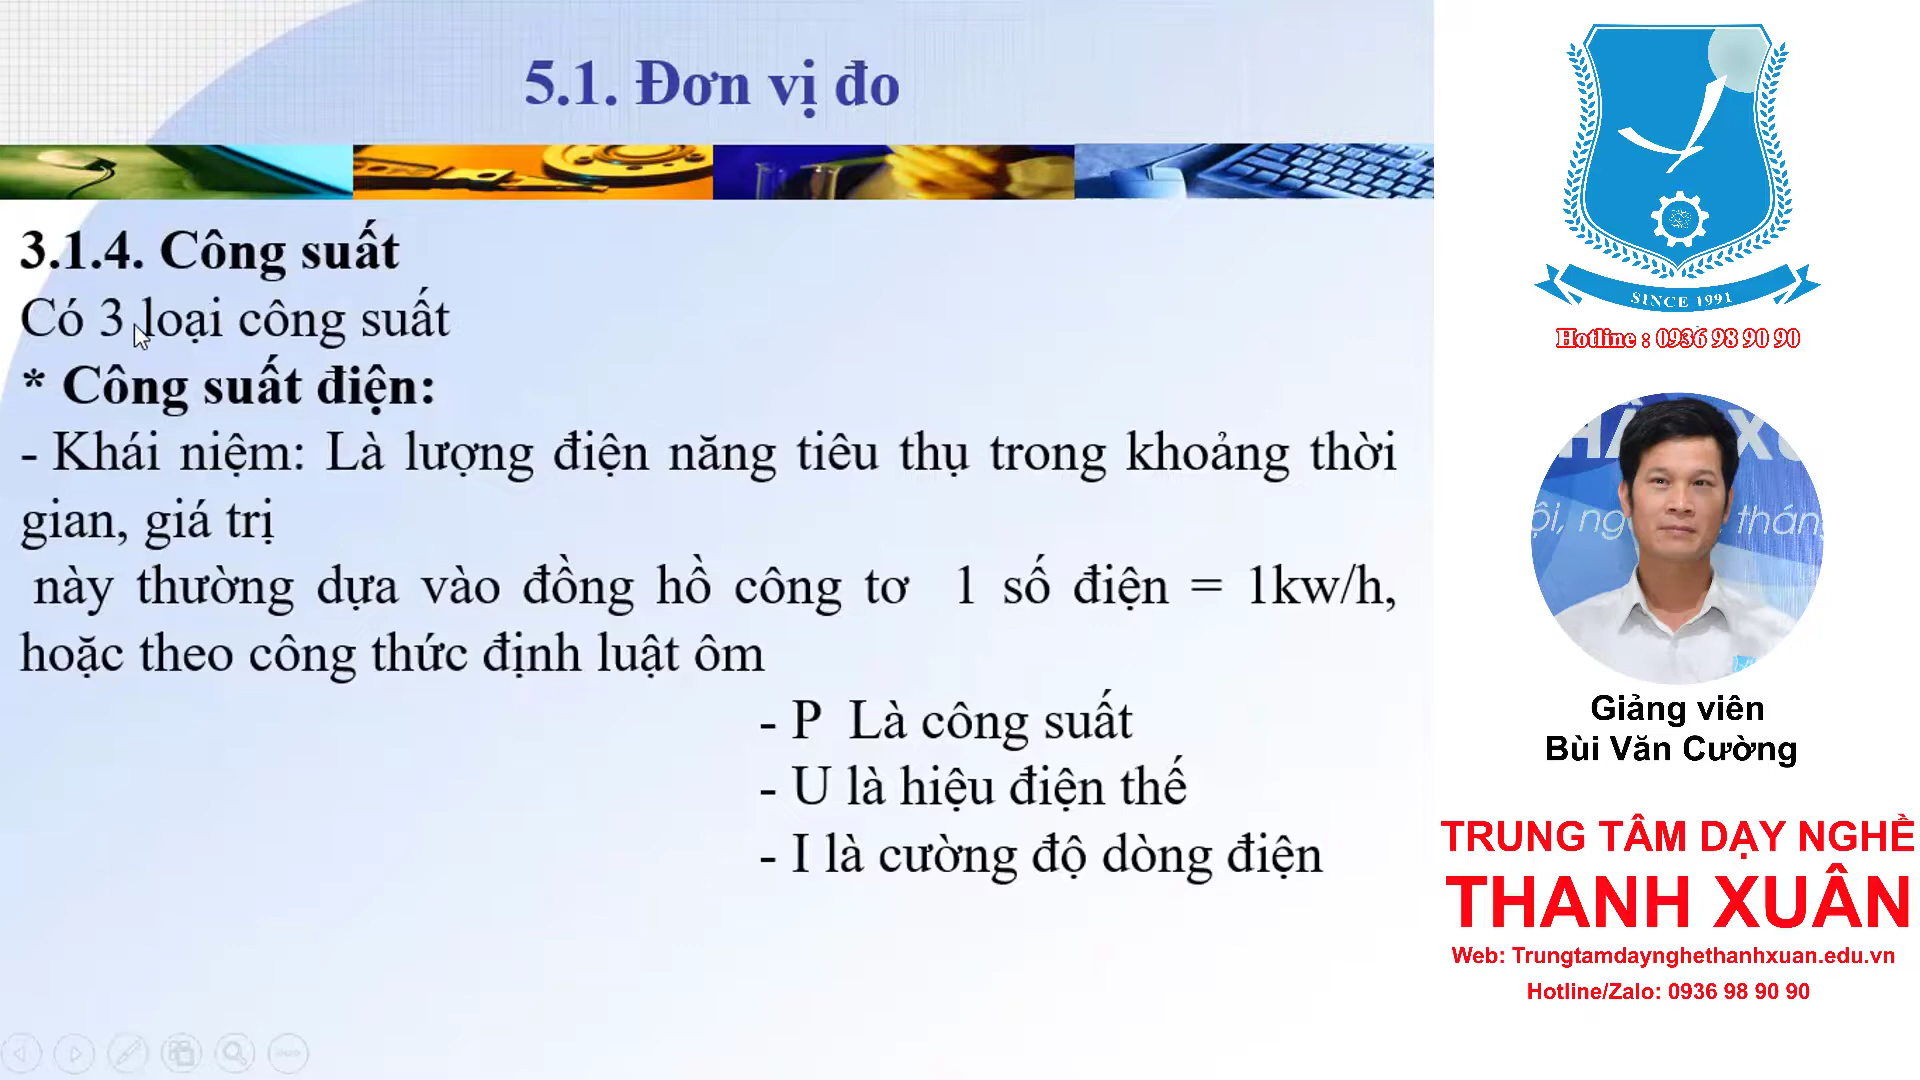 5.1. Đơn vị đo
3.1.4. Công suất
Có 3 loại công suất
* Công suất điện:
- Khái niệm: Là lượng điện năng tiêu thụ trong khoảng thời
gian, giá trị
này thường dựa vào đồng hồ công tơ 1 số điện = 1kw/h,
hoặc theo công thức định luật ôm
- P Là công suất
- U là hiệu điện thế
- I là cường độ dòng điện
SINCE 1991
Hotline : 0936 98 90 90
Giảng viên
Bùi Văn Cường
TRUNG TÂM DẠY NGHỀ
THANH XUÂN
Web: Trungtamdaynghethanhxuan.edu.vn
Hotline/Zalo: 0936 98 90 90